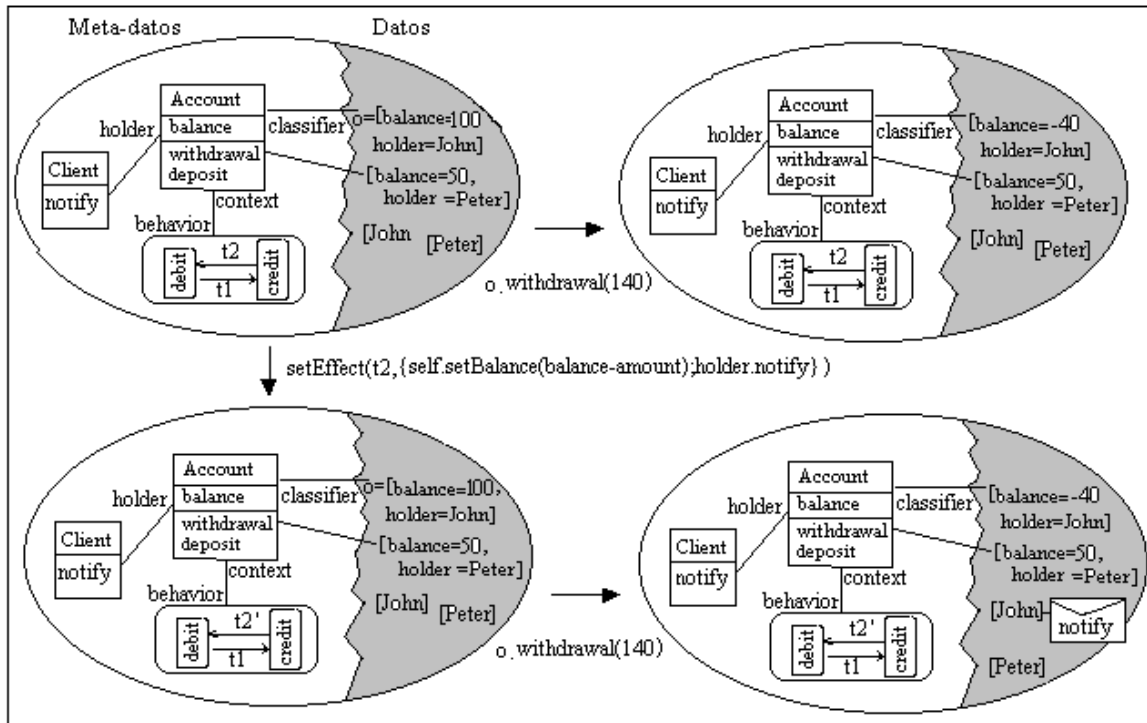 Meta-datos
Datos
Account
balance
withdrawal
deposit
holder
Client
notify
classifier
o=[balance=100
holder=John]
[balance=50,
holder =Peter]
context
behavior
[John
[Peter]
debit
t2
t1
credit
o.withdrawal(140)
Account
balance
withdrawal
deposit
holder
Client
notify
classifier
[balance=-40
holder=John]
[balance=50,
holder =Peter]
context
behavior
[John]
[Peter]
debit
t2
t1
credit
setEffect(t2,{self.setBalance(balance-amount);holder.notify} )
Account
balance
withdrawal
deposit
holder
Client
notify
classifier
o=[balance=100,
holder=John]
[balance=50,
holder =Peter]
context
behavior
[John]
[Peter]
debit
t2'
t1
credit
o.withdrawal(140)
Account
balance
withdrawal
deposit
holder
Client
notify
classifier
[balance=-40
holder=John]
[balance=50,
holder =Peter]
context
behavior
[John]
notify
[Peter]
debit
t2'
t1
credit